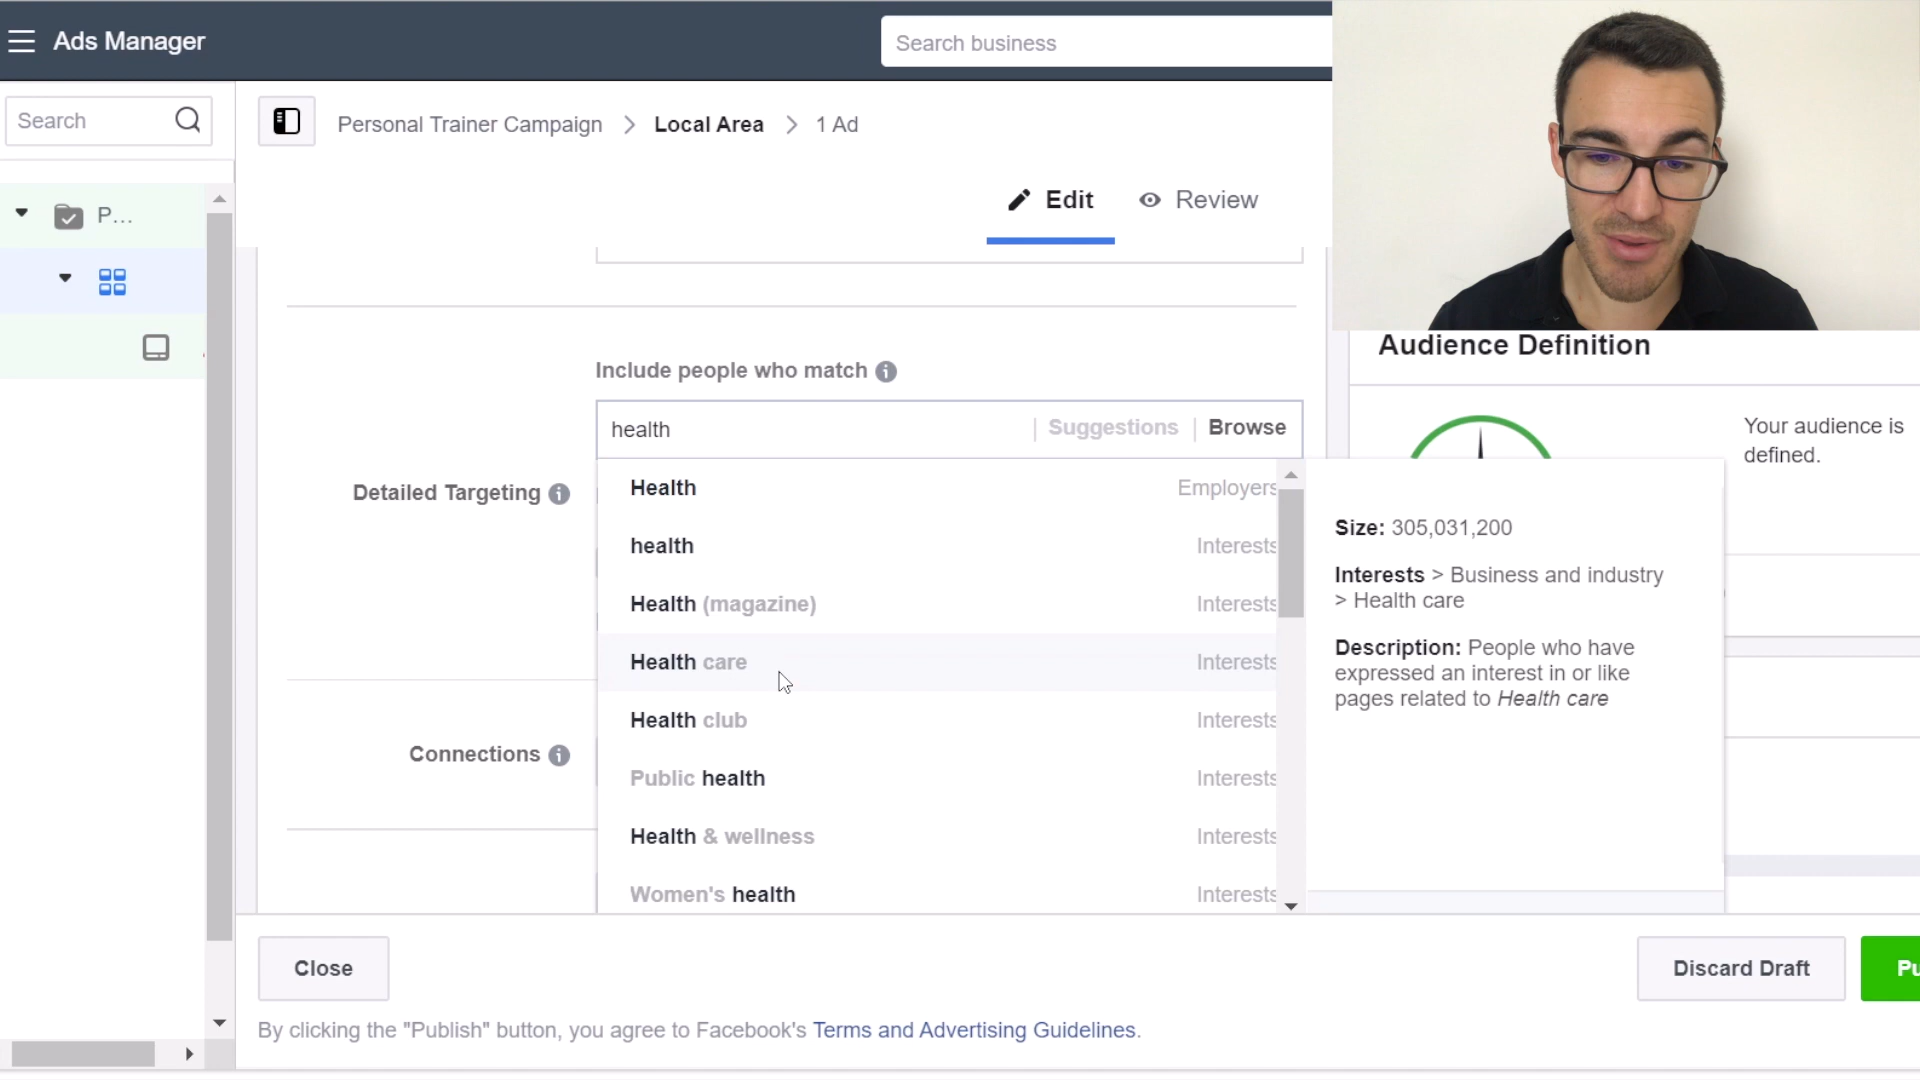 Ads Manager
Search business
Search
Personal Trainer Campaign > Local Area > 1 Ad
P...
Edit
Review
Audience Definition
Include people who match
health
Suggestions
Browse
Your audience is
defined.
Detailed Targeting
Health Employers
health Interests
Health (magazine) Interests
Health care Interests
Health club Interests
Public health Interests
Health & wellness Interests
Women's health Interests
Size: 305,031,200
Interests > Business and industry
> Health care
Description: People who have
expressed an interest in or like
pages related to Health care
Connections
Close
Discard Draft
Pu
By clicking the "Publish" button, you agree to Facebook's Terms and Advertising Guidelines.